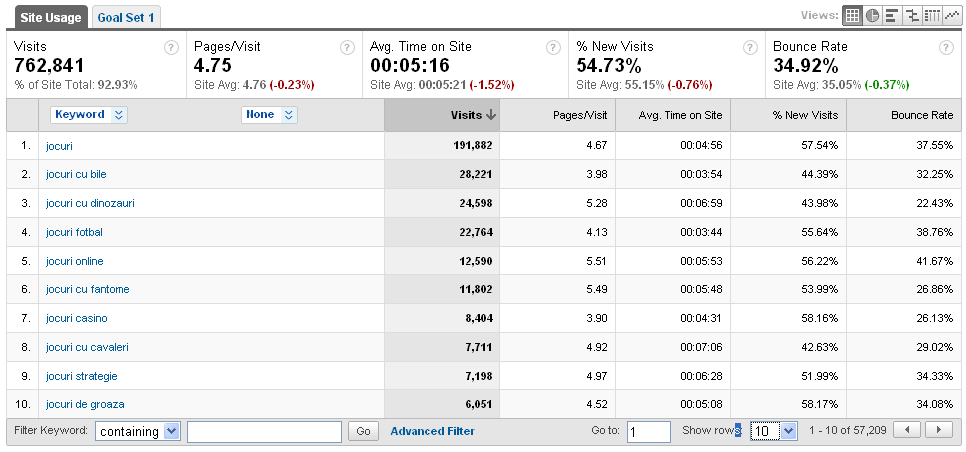 Site Usage Goal Set 1 Views:
Visits ? Pages/Visit ? Avg. Time on Site ? % New Visits ? Bounce Rate ?
762,841 4.75 00:05:16 54.73% 34.92%
% of Site Total: 92.93% Site Avg: 4.76 (-0.23%) Site Avg: 00:05:21 (-1.52%) Site Avg: 55.15% (-0.76%) Site Avg: 35.05% (-0.37%)
Keyword None Visits Pages/Visit Avg. Time on Site % New Visits Bounce Rate
1. jocuri 191,882 4.67 00:04:56 57.54% 37.55%
2. jocuri cu bile 28,221 3.98 00:03:54 44.39% 32.25%
3. jocuri cu dinozauri 24,598 5.28 00:06:59 43.98% 22.43%
4. jocuri fotbal 22,764 4.13 00:03:44 55.64% 38.76%
5. jocuri online 12,590 5.51 00:05:53 56.22% 41.67%
6. jocuri cu fantome 11,802 5.49 00:05:48 53.99% 26.86%
7. jocuri casino 8,404 3.90 00:04:31 58.16% 26.13%
8. jocuri cu cavaleri 7,711 4.92 00:07:06 42.63% 29.02%
9. jocuri strategie 7,198 4.97 00:06:28 51.99% 34.33%
10. jocuri de groaza 6,051 4.52 00:05:08 58.17% 34.08%
Filter Keyword: containing Go Advanced Filter Go to: 1 Show rows 10 1 - 10 of 57,209